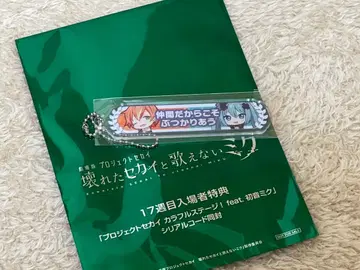 仲間だからこそ
ぶつかりあう
劇場版 プロジェクトセカイ
壊れたセカイと歌えないミク
17週目入場者特典
「プロジェクトセカイ カラフルステージ！ feat. 初音ミク」
シリアルコード同封